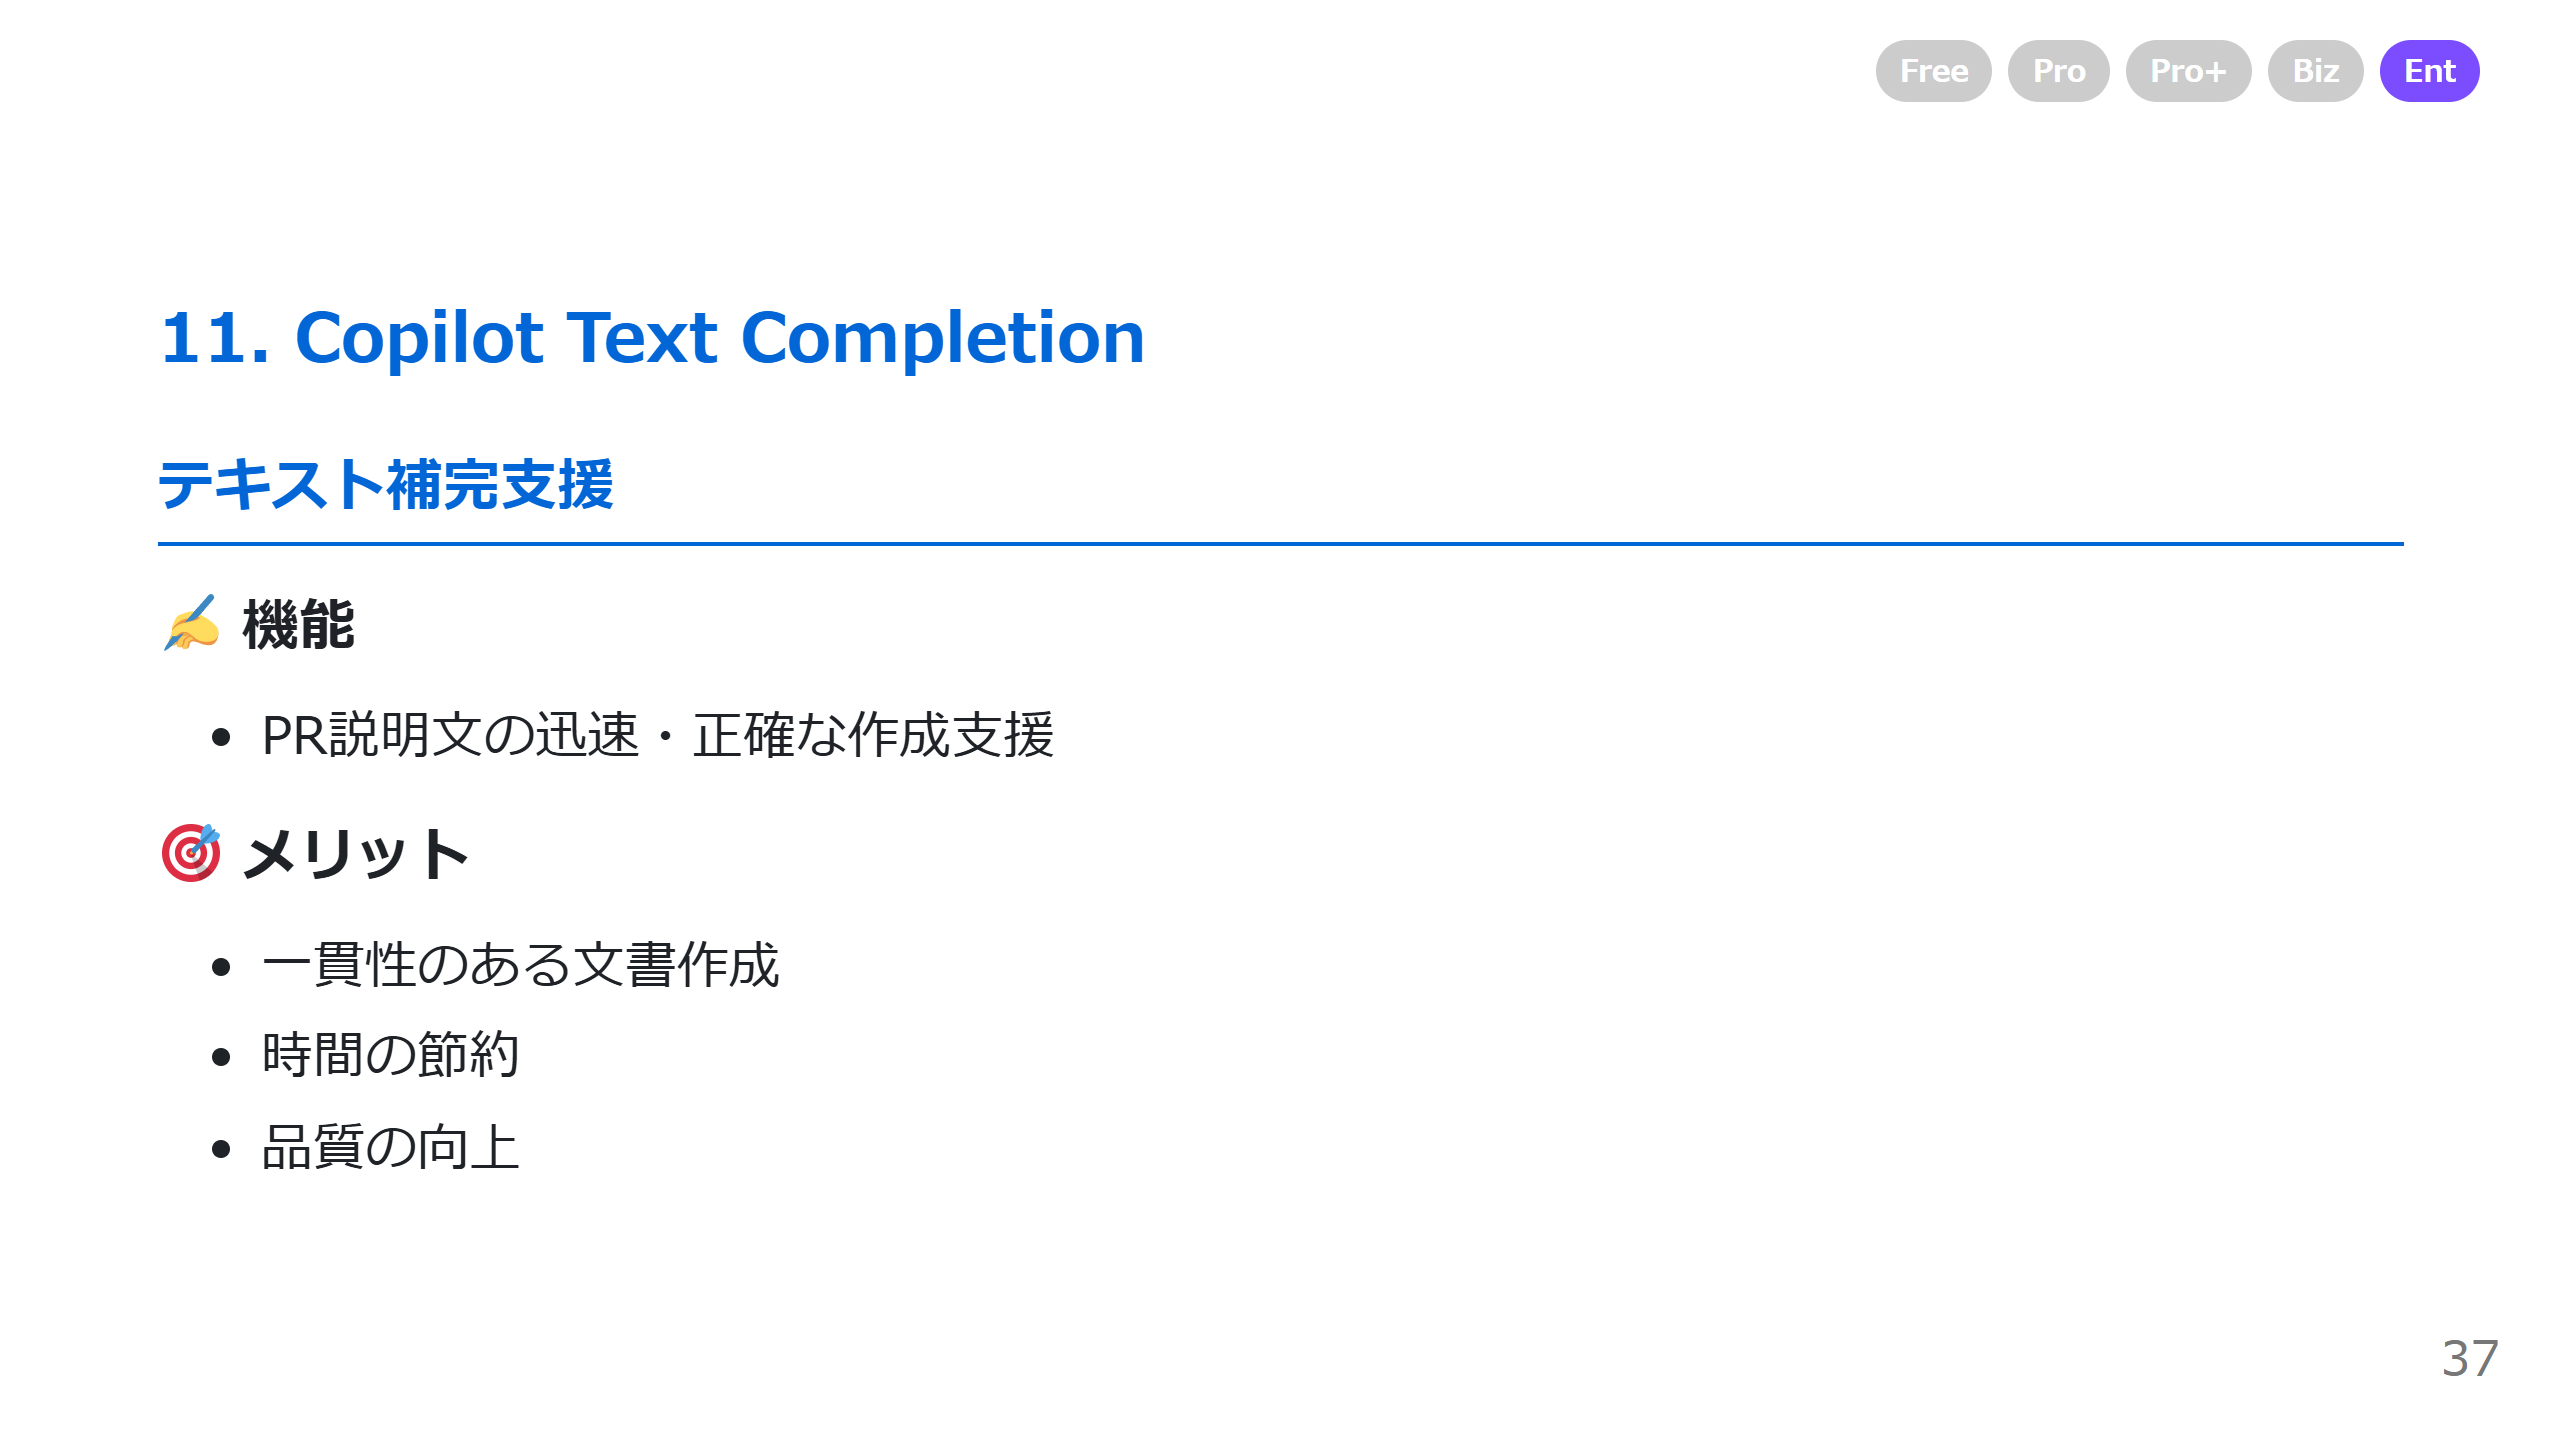 Free Pro Pro+ Biz Ent
11. Copilot Text Completion
テキスト補完支援
✍️ 機能
• PR説明文の迅速・正確な作成支援
🎯 メリット
• 一貫性のある文書作成
• 時間の節約
• 品質の向上
37